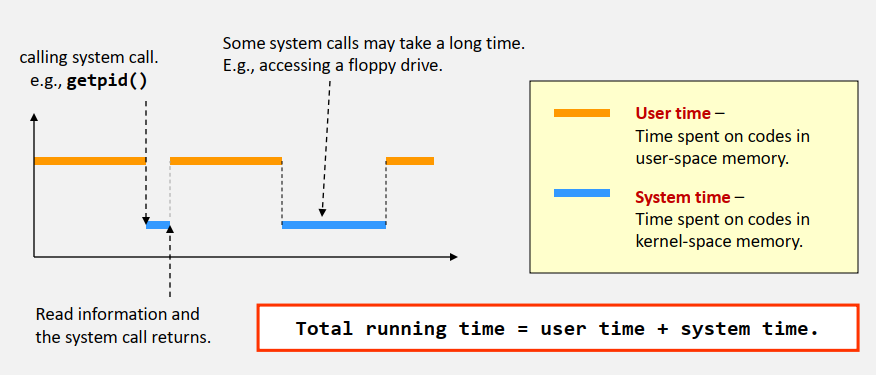 calling system call.
e.g., getpid()
Some system calls may take a long time.
E.g., accessing a floppy drive.
User time –
Time spent on codes in
user-space memory.
System time –
Time spent on codes in
kernel-space memory.
Read information and
the system call returns.
Total running time = user time + system time.